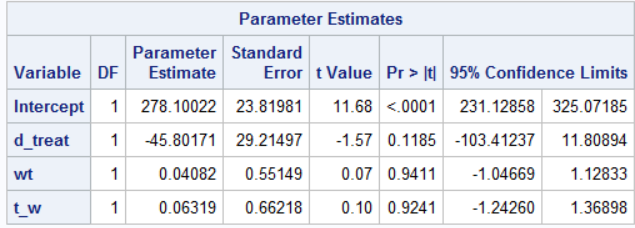 Parameter Estimates
Variable DF Parameter Estimate Standard Error t Value Pr > |t| 95% Confidence Limits
Intercept 1 278.10022 23.81981 11.68 <.0001 231.12858 325.07185
d_treat 1 -45.80171 29.21497 -1.57 0.1185 -103.41237 11.80894
wt 1 0.04082 0.55149 0.07 0.9411 -1.04669 1.12833
t_w 1 0.06319 0.66218 0.10 0.9241 -1.24260 1.36898